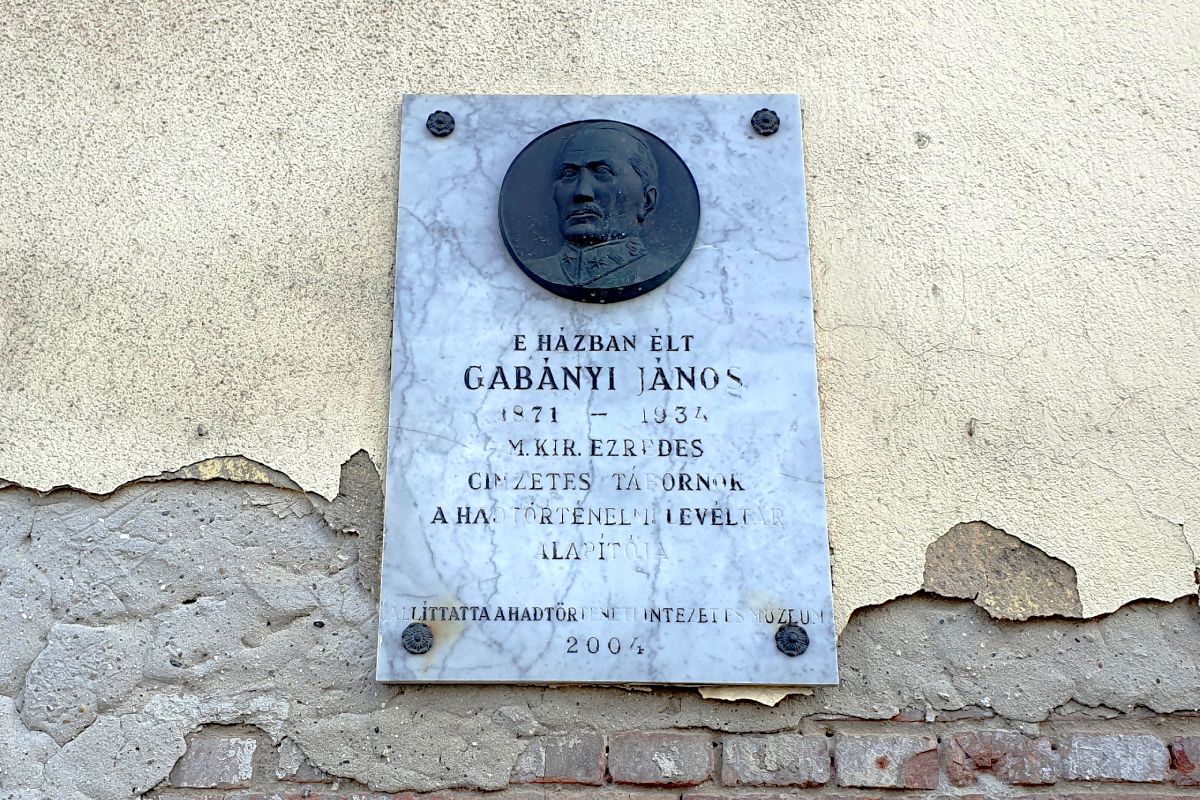 E HÁZBAN ÉLT
GABÁNYI JÁNOS
1871 – 1934
M. KIR. EZREDES
CÍMZETES TÁBORNOK
A HADTÖRTÉNELMI LEVÉLTÁR
ALAPÍTÓJA
ÁLLÍTTATTA A HADTÖRTÉNETI INTÉZET ÉS MÚZEUM
2004